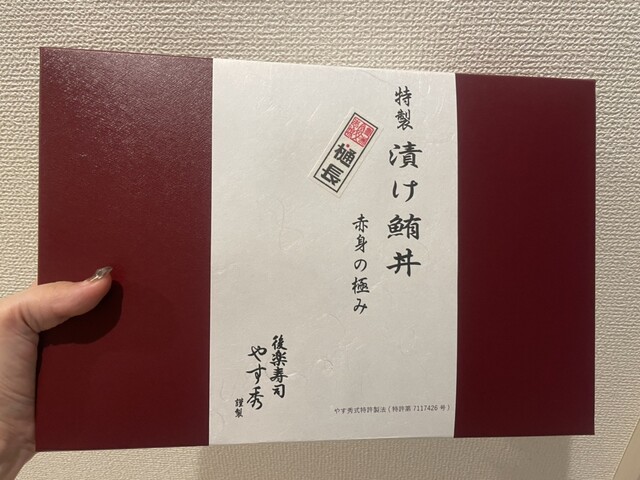 特製 漬け鮪丼
赤身の極み
樋長
後楽寿司
やす秀
謹製
やす秀式特許製法（特許第7117426号）